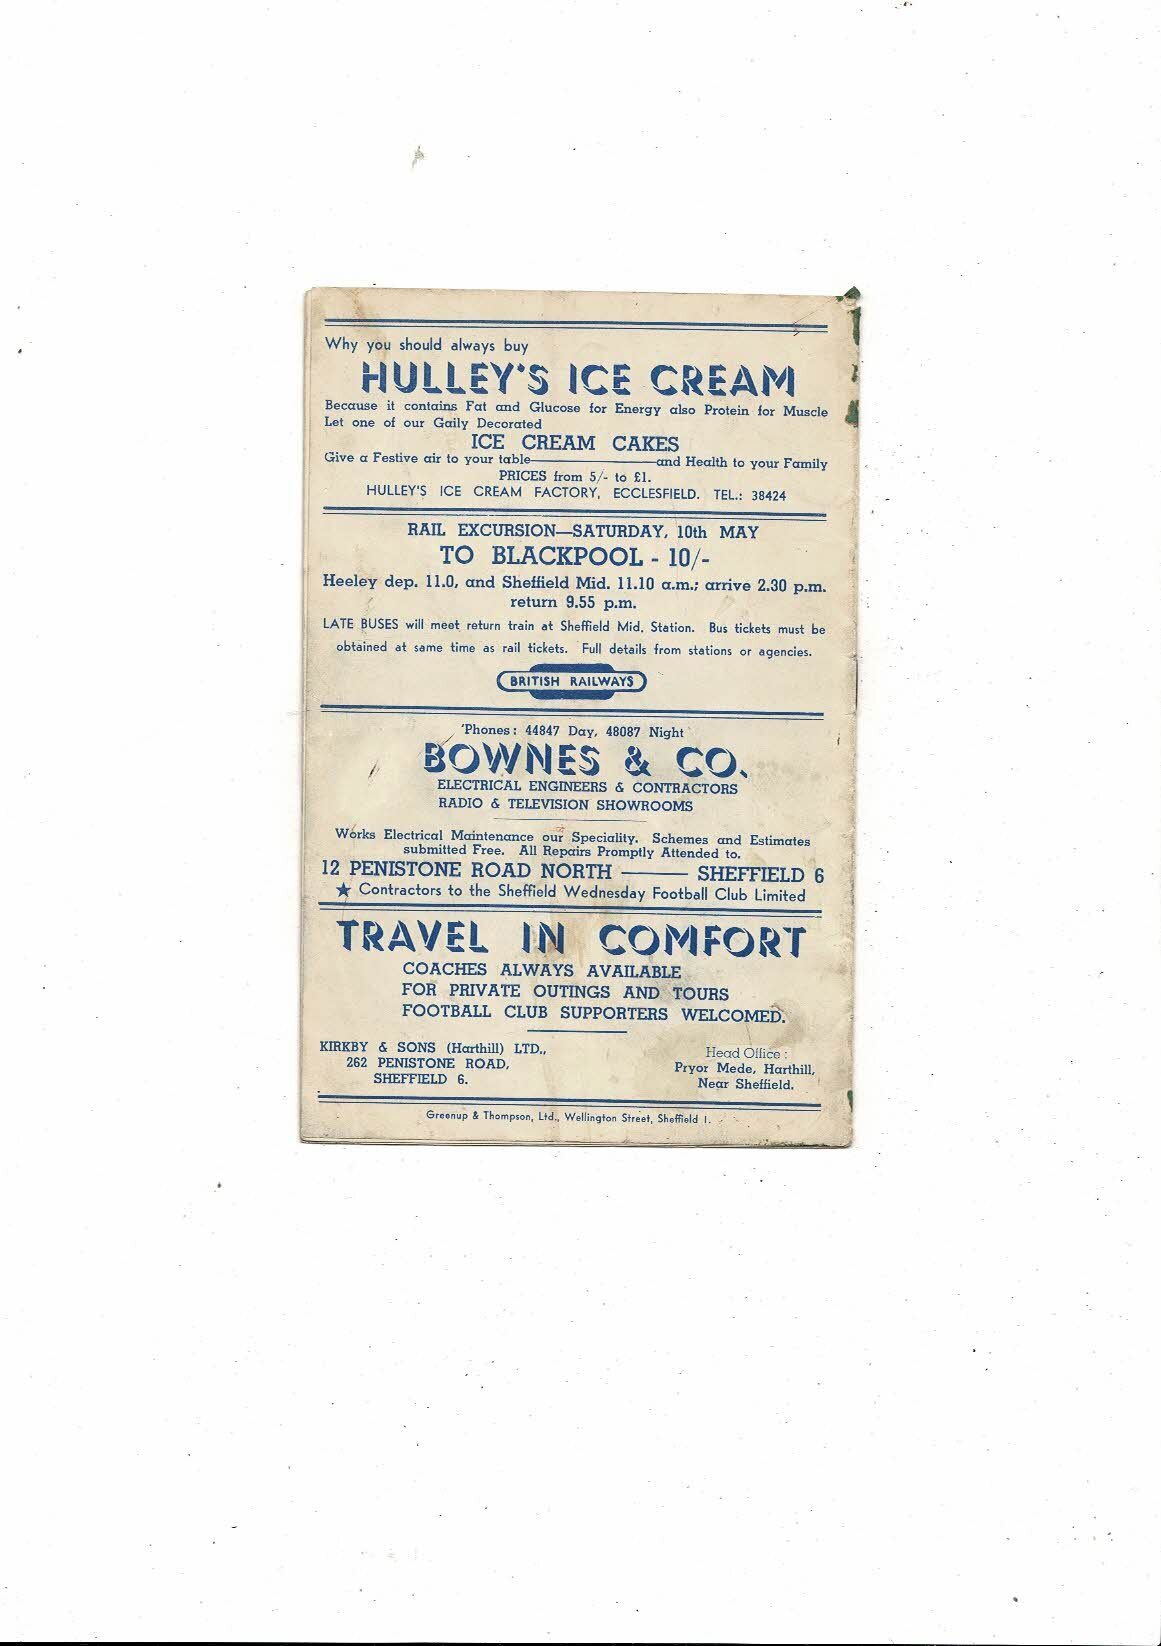 Why you should always buy
HULLEY'S ICE CREAM
Because it contains Fat and Glucose for Energy also Protein for Muscle
Let one of our Gaily Decorated
ICE CREAM CAKES
Give a Festive air to your table————and Health to your Family
PRICES from 5/- to £1.
HULLEY'S ICE CREAM FACTORY, ECCLESFIELD. TEL.: 38424
RAIL EXCURSION—SATURDAY, 10th MAY
TO BLACKPOOL - 10/-
Heeley dep. 11.0, and Sheffield Mid. 11.10 a.m.; arrive 2.30 p.m.
return 9.55 p.m.
LATE BUSES will meet return train at Sheffield Mid. Station. Bus tickets must be
obtained at same time as rail tickets. Full details from stations or agencies.
BRITISH RAILWAYS
'Phones: 44847 Day, 48087 Night
BOWNES & CO.
ELECTRICAL ENGINEERS & CONTRACTORS
RADIO & TELEVISION SHOWROOMS
Works Electrical Maintenance our Speciality. Schemes and Estimates
submitted Free. All Repairs Promptly Attended to.
12 PENISTONE ROAD NORTH —— SHEFFIELD 6
★ Contractors to the Sheffield Wednesday Football Club Limited
TRAVEL IN COMFORT
COACHES ALWAYS AVAILABLE
FOR PRIVATE OUTINGS AND TOURS
FOOTBALL CLUB SUPPORTERS WELCOMED.
KIRKBY & SONS (Harthill) LTD.,
262 PENISTONE ROAD,
SHEFFIELD 6.
Head Office:
Pryor Mede, Harthill,
Near Sheffield.
Greenup & Thompson, Ltd., Wellington Street, Sheffield 1.